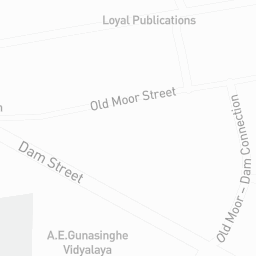 Loyal Publications
Old Moor Street
Old Moor – Dam Connection
Dam Street
A.E.Gunasinghe
Vidyalaya